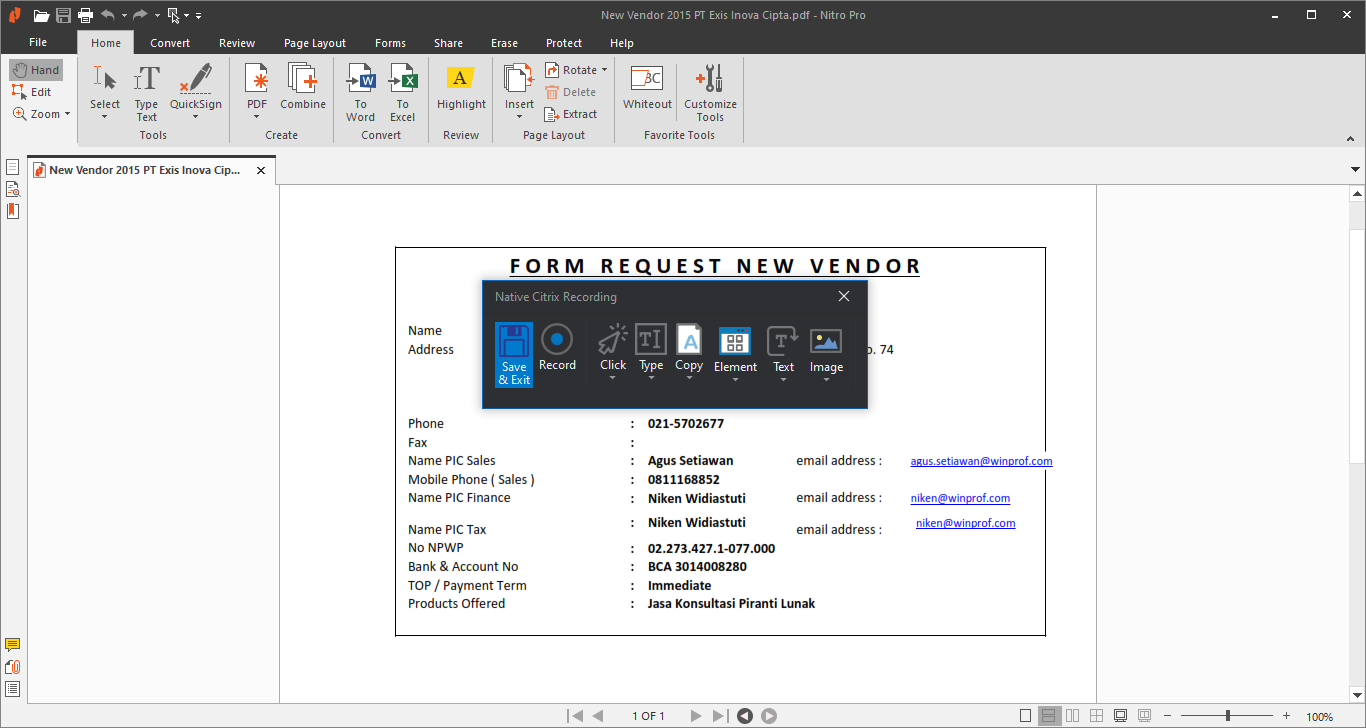 New Vendor 2015 PT Exis Inova Cipta.pdf - Nitro Pro
File Home Convert Review Page Layout Forms Share Erase Protect Help
Hand
Edit
Zoom
Select
Type Text
QuickSign
Tools
PDF
Combine
Create
To Word
To Excel
Convert
Highlight
Review
Insert
Rotate
Delete
Extract
Page Layout
Whiteout
Customize Tools
Favorite Tools
New Vendor 2015 PT Exis Inova Cip...
FORM REQUEST NEW VENDOR
Native Citrix Recording
Save & Exit
Record
Click
Type
Copy
Element
Text
Image
Name
Address o. 74
Phone : 021-5702677
Fax :
Name PIC Sales : Agus Setiawan email address : agus.setiawan@winprof.com
Mobile Phone ( Sales ) : 0811168852
Name PIC Finance : Niken Widiastuti email address : niken@winprof.com
Name PIC Tax : Niken Widiastuti email address : niken@winprof.com
No NPWP : 02.273.427.1-077.000
Bank & Account No : BCA 3014008280
TOP / Payment Term : Immediate
Products Offered : Jasa Konsultasi Piranti Lunak
1 OF 1
100%